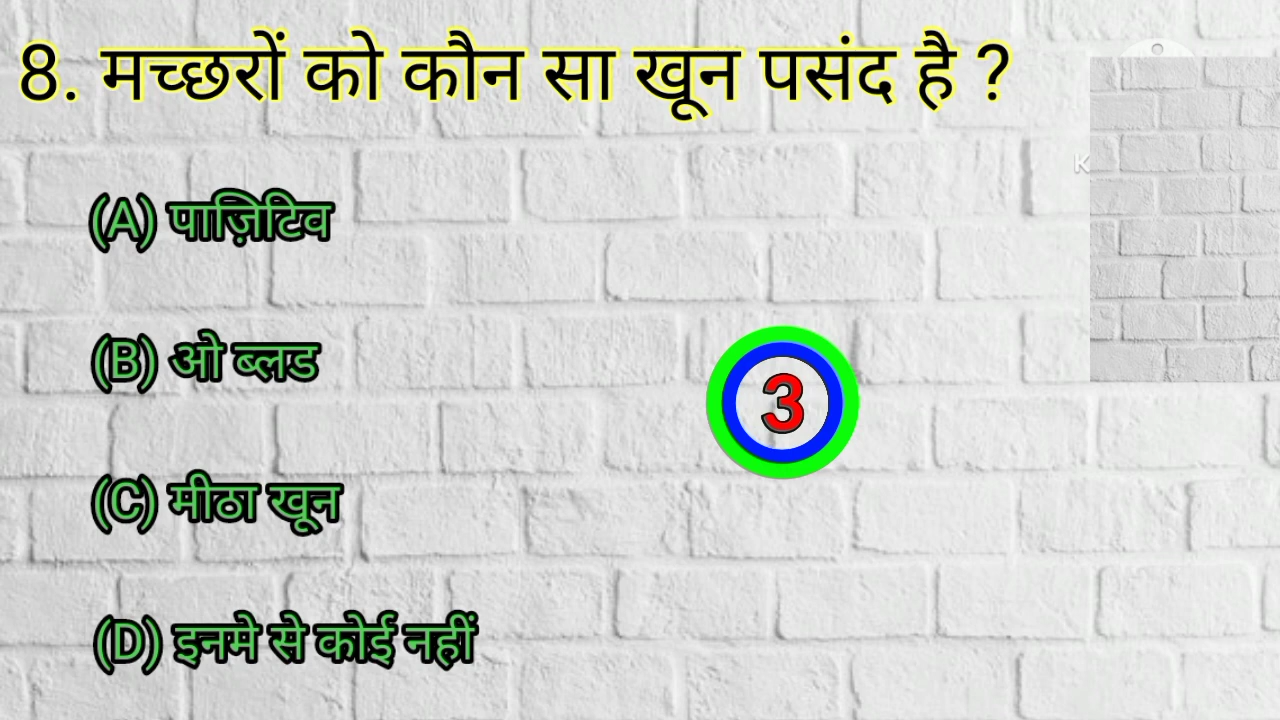 8. मच्छरों को कौन सा खून पसंद है ?
(A) पाज़िटिव
(B) ओ ब्लड
3
(C) मीठा खून
(D) इनमे से कोई नहीं